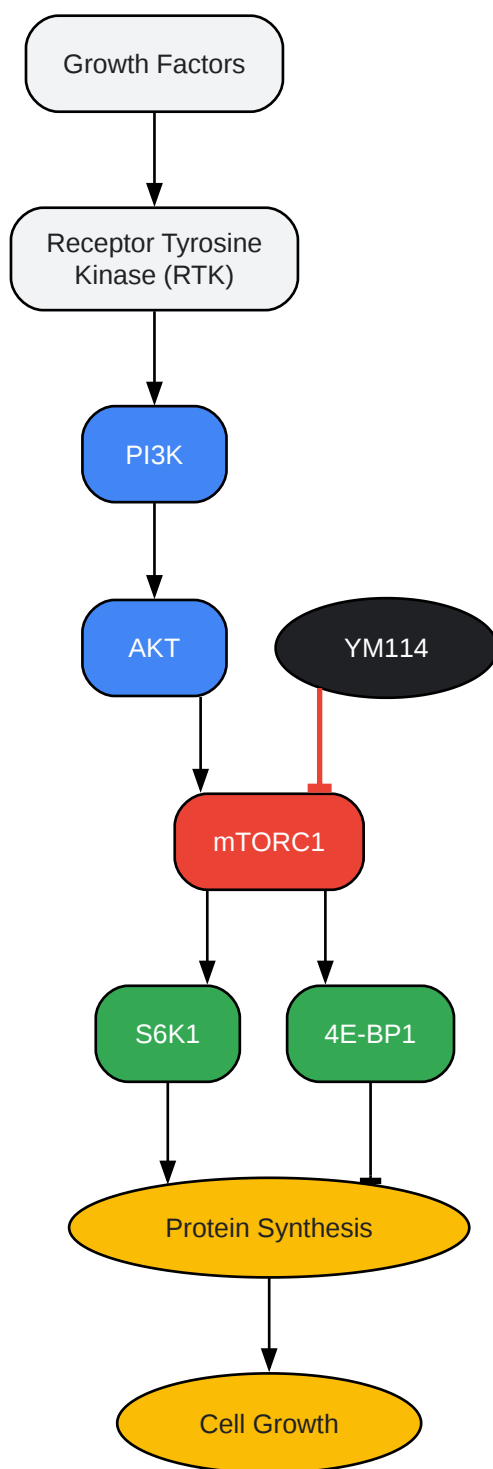 Growth Factors
Receptor Tyrosine
Kinase (RTK)
PI3K
AKT
YM114
mTORC1
S6K1
4E-BP1
Protein Synthesis
Cell Growth